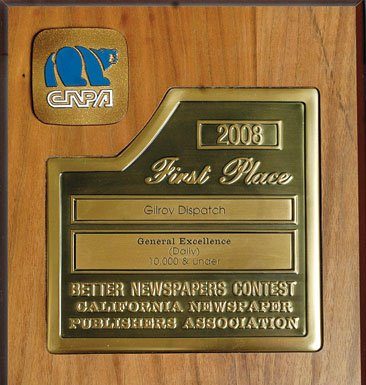 CNPA
2008
First Place
Gilroy Dispatch
General Excellence
(Daily)
10,000 & under
BETTER NEWSPAPERS CONTEST
CALIFORNIA NEWSPAPER
PUBLISHERS ASSOCIATION